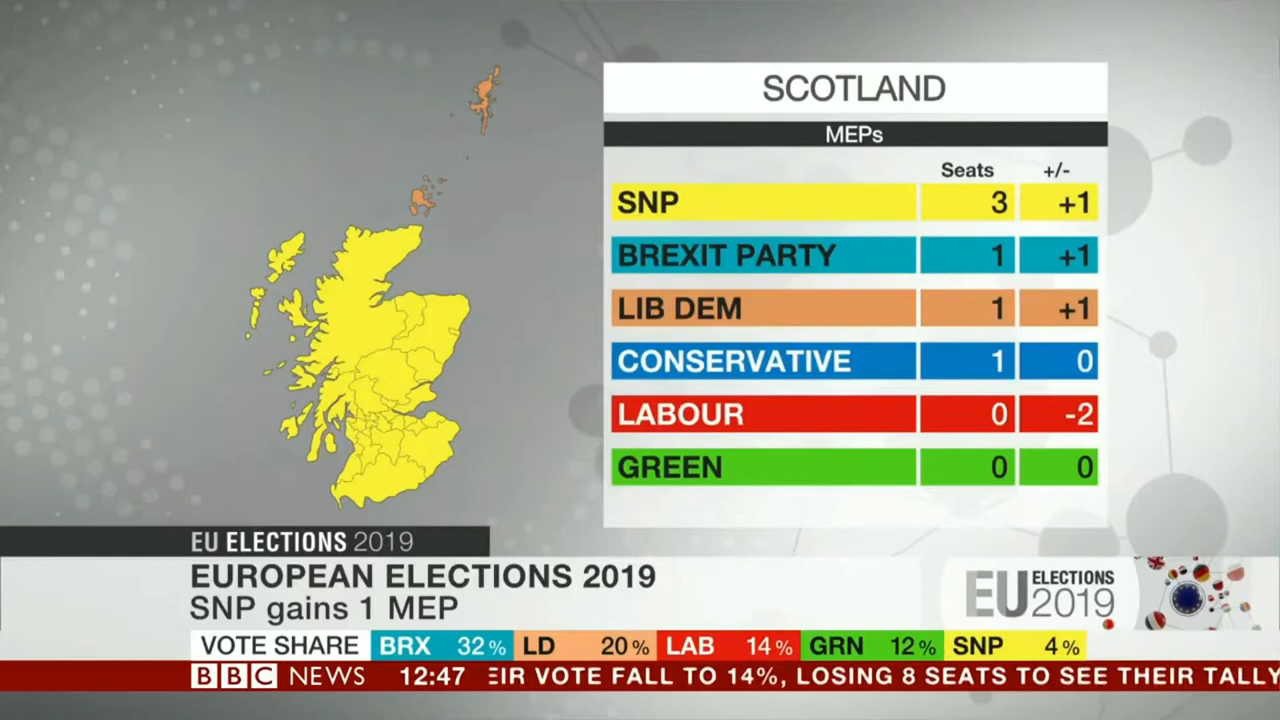 SCOTLAND
MEPs
Seats +/-
SNP 3 +1
BREXIT PARTY 1 +1
LIB DEM 1 +1
CONSERVATIVE 1 0
LABOUR 0 -2
GREEN 0 0
EU ELECTIONS 2019
EUROPEAN ELECTIONS 2019
SNP gains 1 MEP
EU ELECTIONS 2019
VOTE SHARE BRX 32% LD 20% LAB 14% GRN 12% SNP 4%
BBC NEWS 12:47 EIR VOTE FALL TO 14%, LOSING 8 SEATS TO SEE THEIR TALLY